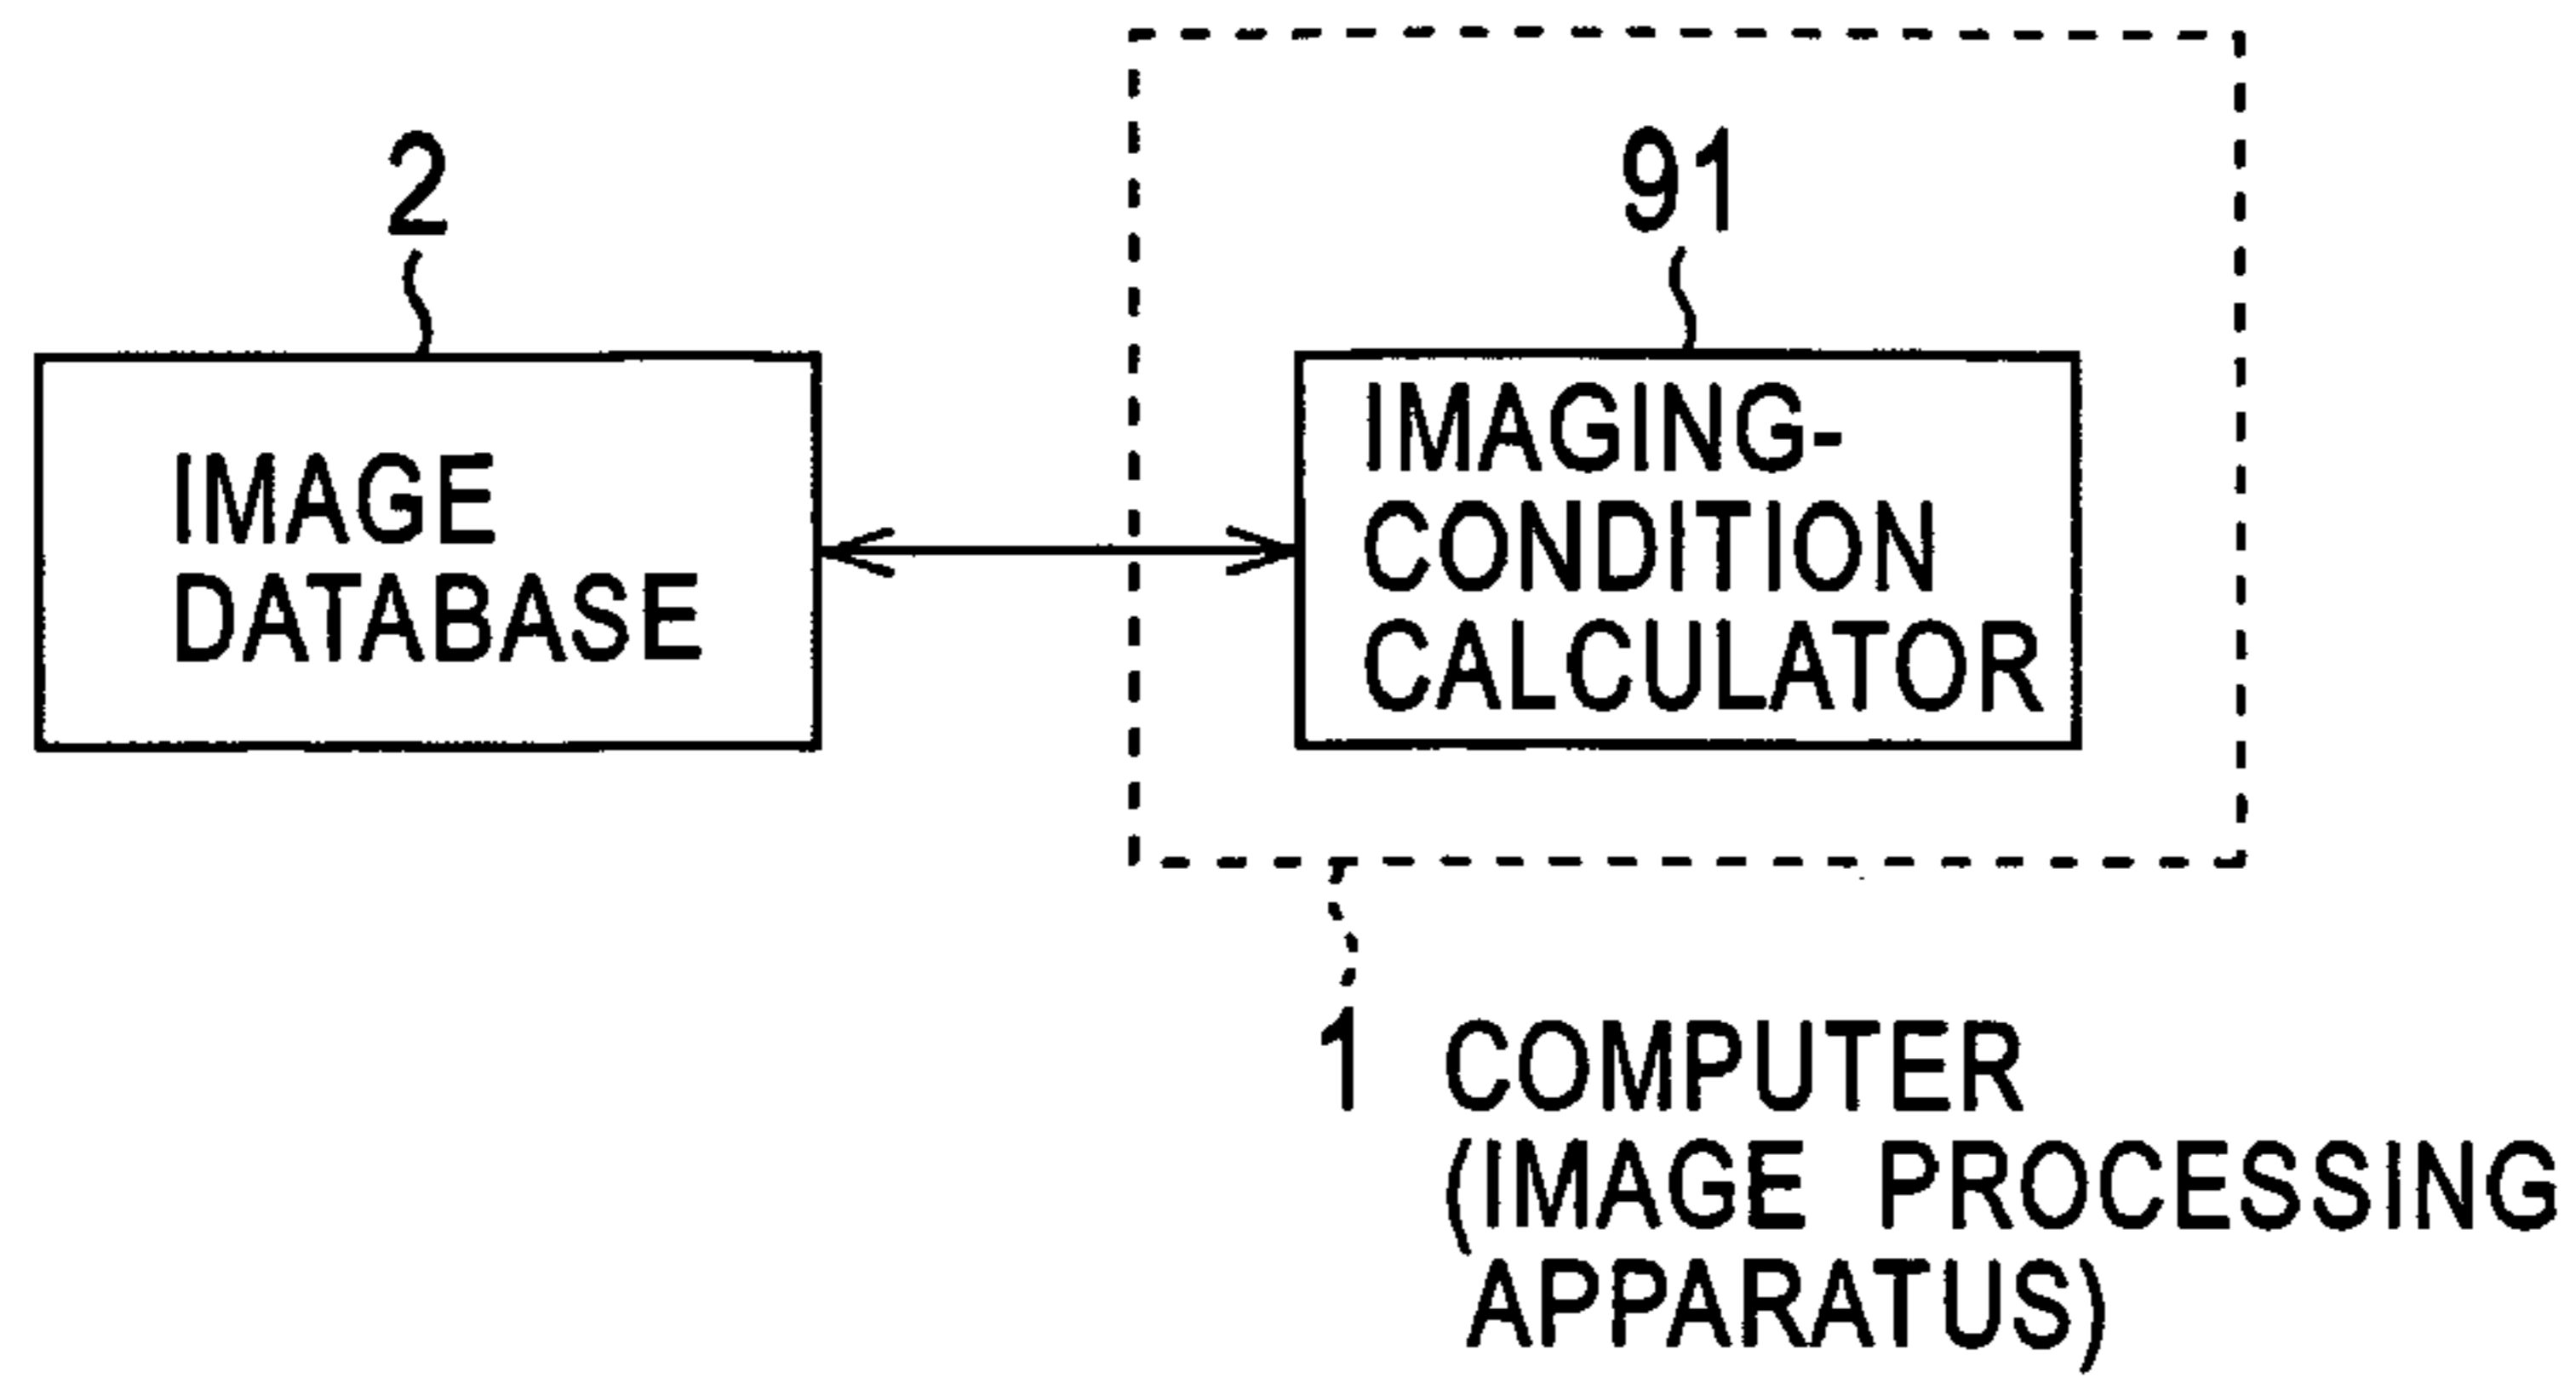 2
IMAGE
DATABASE
91
IMAGING-
CONDITION
CALCULATOR
1 COMPUTER
(IMAGE PROCESSING
APPARATUS)